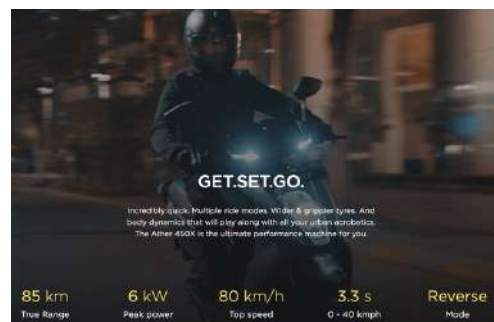 GET.SET.GO.
Incredibly quick. Multiple ride modes. Wider & grippier tyres. And
body dynamics that will play along with all your urban acrobatics.
The Ather 450X is the ultimate performance machine for you.
85 km 6 kW 80 km/h 3.3 s Reverse
True Range Peak power Top speed 0 - 40 kmph Mode